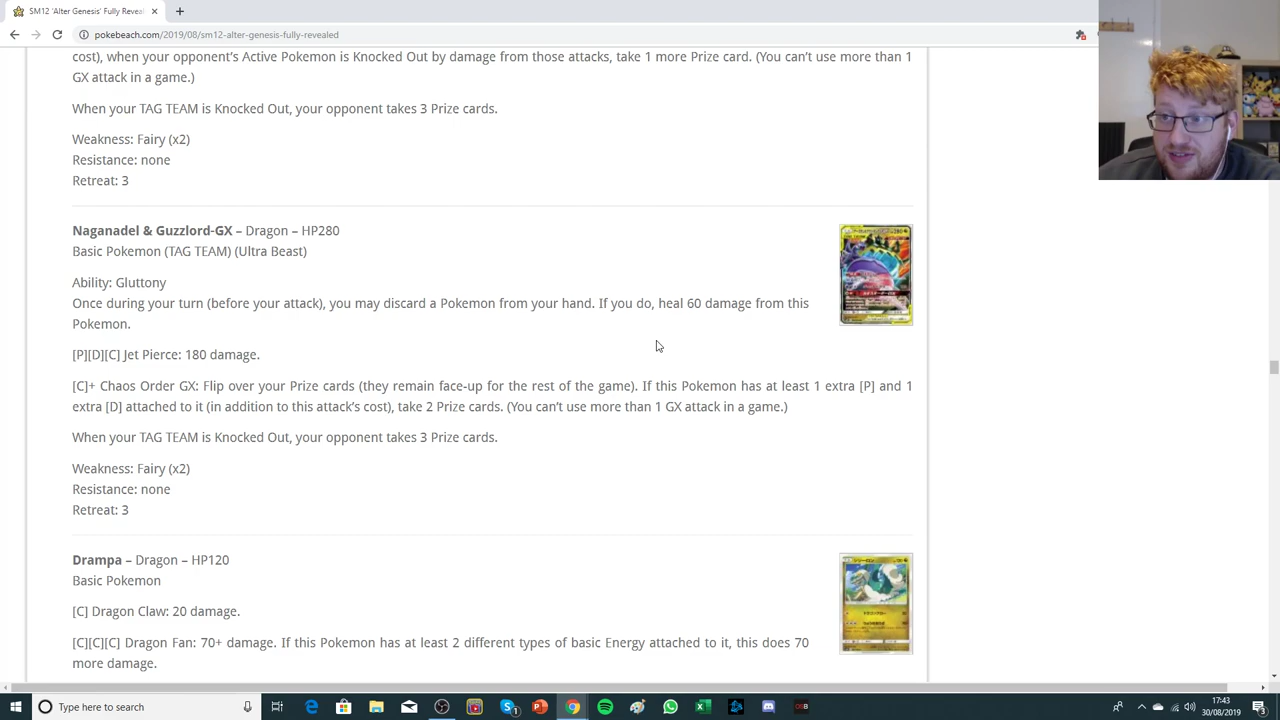 SM12 'Alter Genesis' Fully Revea
pokebeach.com/2019/08/sm12-alter-genesis-fully-revealed
cost), when your opponent's Active Pokemon is Knocked Out by damage from those attacks, take 1 more Prize card. (You can't use more than 1
GX attack in a game.)
When your TAG TEAM is Knocked Out, your opponent takes 3 Prize cards.
Weakness: Fairy (x2)
Resistance: none
Retreat: 3
Naganadel & Guzzlord-GX – Dragon – HP280
Basic Pokemon (TAG TEAM) (Ultra Beast)
Ability: Gluttony
Once during your turn (before your attack), you may discard a Pokemon from your hand. If you do, heal 60 damage from this
Pokemon.
[P][D][C] Jet Pierce: 180 damage.
[C]+ Chaos Order GX: Flip over your Prize cards (they remain face-up for the rest of the game). If this Pokemon has at least 1 extra [P] and 1
extra [D] attached to it (in addition to this attack's cost), take 2 Prize cards. (You can't use more than 1 GX attack in a game.)
When your TAG TEAM is Knocked Out, your opponent takes 3 Prize cards.
Weakness: Fairy (x2)
Resistance: none
Retreat: 3
Drampa – Dragon – HP120
Basic Pokemon
[C] Dragon Claw: 20 damage.
[C][C][C] Dragon Fan: 70+ damage. If this Pokemon has at least 2 different types of basic Energy attached to it, this does 70
more damage.
Type here to search
17:43
30/08/2019